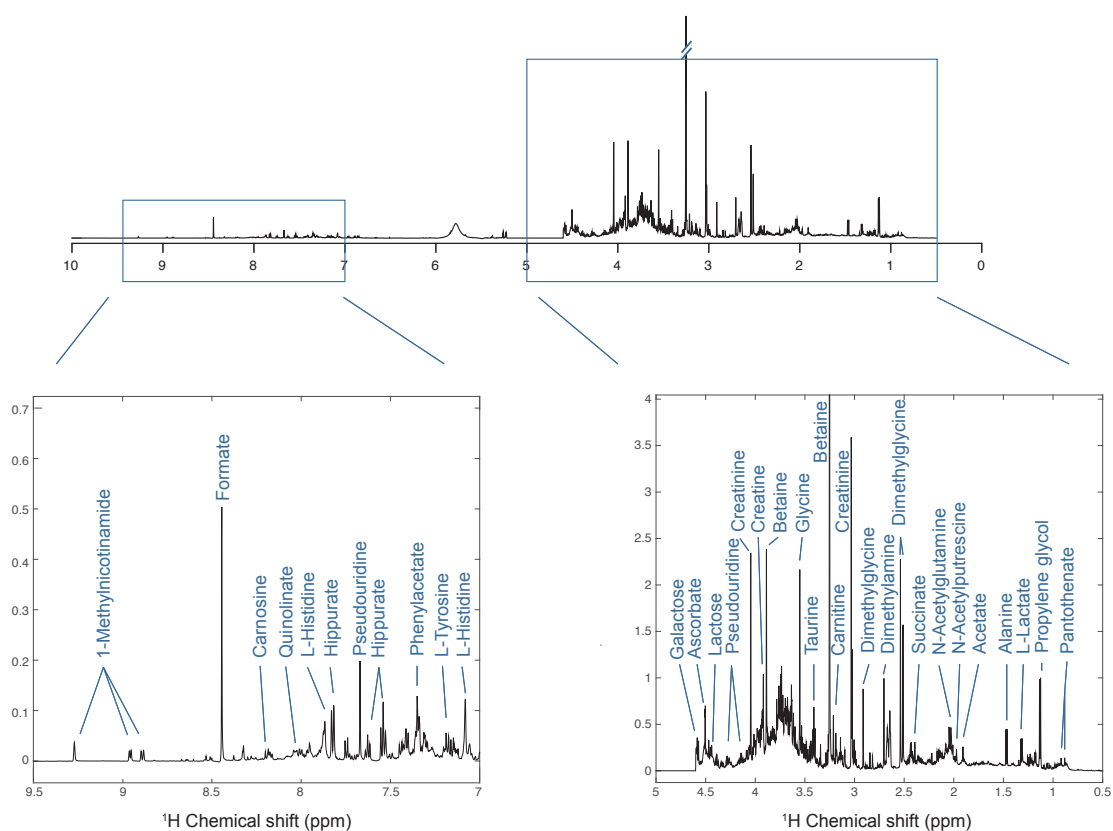 10 9 8 7 6 5 4 3 2 1 0
0.7
0.6
0.5
0.4
0.3
0.2
0.1
0
1-Methylnicotinamide
Formate
Carnosine
Quinolinate
L-Histidine
Hippurate
Pseudouridine
Hippurate
Phenylacetate
L-Tyrosine
L-Histidine
9.5 9 8.5 8 7.5 7
¹H Chemical shift (ppm)
4
3.5
3
2.5
2
1.5
1
0.5
0
Galactose
Ascorbate
Lactose
Pseudouridine
Creatinine
Creatine
Betaine
Glycine
Taurine
Betaine
Carnitine
Creatinine
Dimethylglycine
Dimethylamine
Dimethylglycine
Succinate
N-Acetylglutamine
N-Acetylputrescine
Acetate
Alanine
L-Lactate
Propylene glycol
Pantothenate
5 4.5 4 3.5 3 2.5 2 1.5 1 0.5
¹H Chemical shift (ppm)